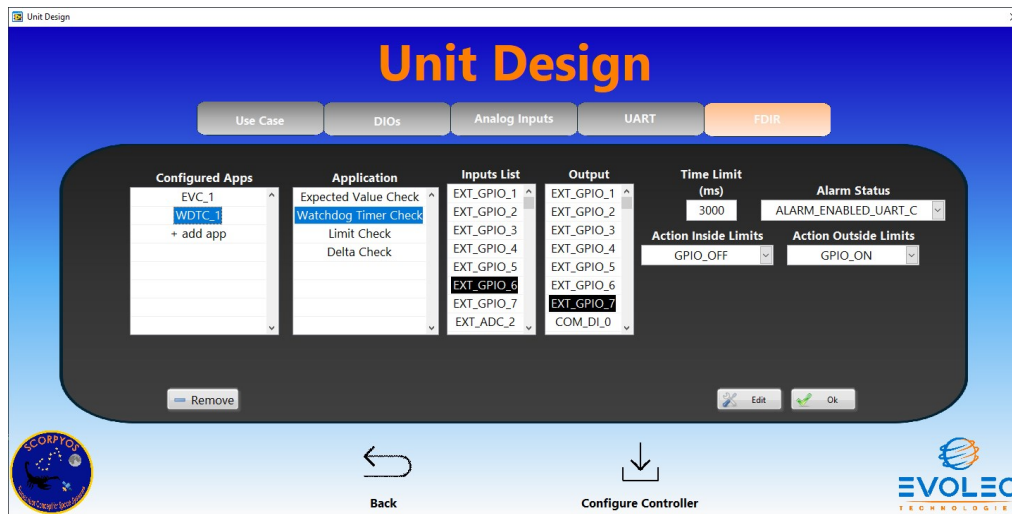 Unit Design
Unit Design
Use Case
DIOs
Analog Inputs
UART
FDIR
Configured Apps
EVC_1
WDTC_1
+ add app
Application
Expected Value Check
Watchdog Timer Check
Limit Check
Delta Check
Inputs List
EXT_GPIO_1
EXT_GPIO_2
EXT_GPIO_3
EXT_GPIO_4
EXT_GPIO_5
EXT_GPIO_6
EXT_GPIO_7
EXT_ADC_2
Output
EXT_GPIO_1
EXT_GPIO_2
EXT_GPIO_3
EXT_GPIO_4
EXT_GPIO_5
EXT_GPIO_6
EXT_GPIO_7
COM_DI_0
Time Limit
(ms)
3000
Alarm Status
ALARM_ENABLED_UART_C
Action Inside Limits
GPIO_OFF
Action Outside Limits
GPIO_ON
Remove
Edit
Ok
SCORPYOS
Back
Configure Controller
EVOLEO
TECHNOLOGIE